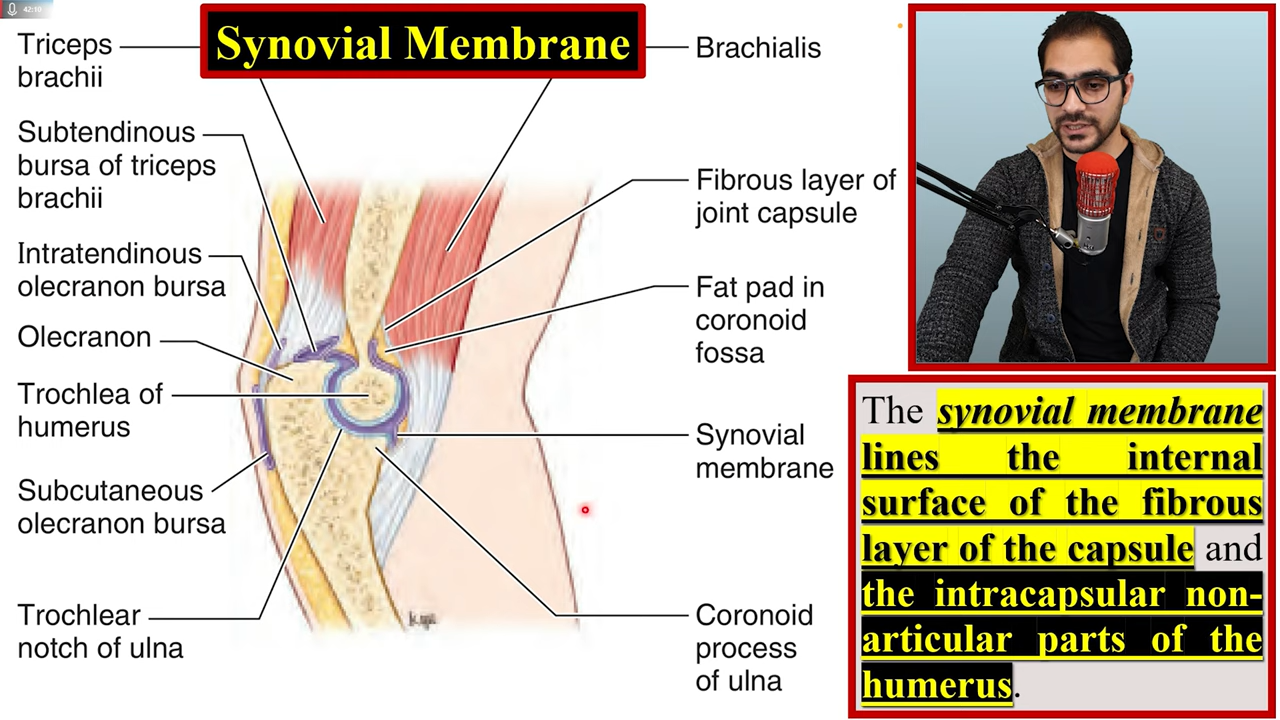 42:10
Synovial Membrane
Triceps
brachii
Subtendinous
bursa of triceps
brachii
Intratendinous
olecranon bursa
Olecranon
Trochlea of
humerus
Subcutaneous
olecranon bursa
Trochlear
notch of ulna
Brachialis
Fibrous layer of
joint capsule
Fat pad in
coronoid
fossa
Synovial
membrane
Coronoid
process
of ulna
The synovial membrane
lines the internal
surface of the fibrous
layer of the capsule and
the intracapsular non-
articular parts of the
humerus.